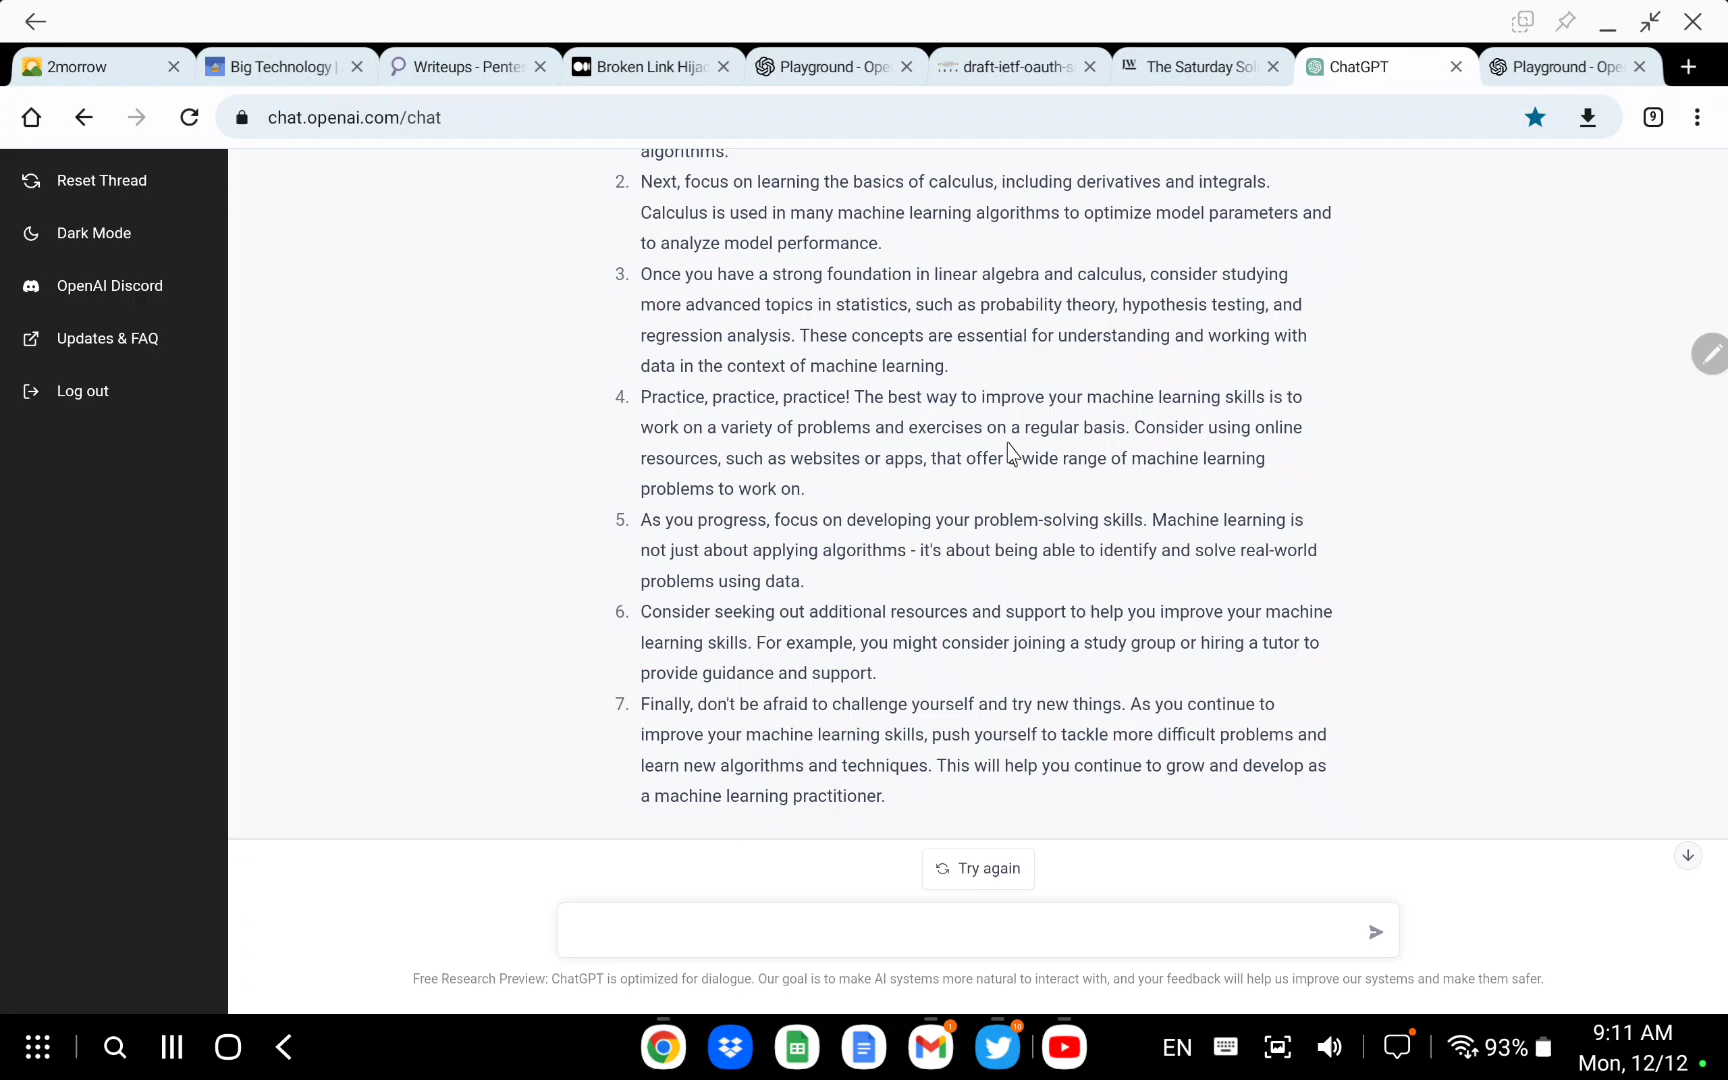 2morrow
Big Technology |
Writeups - Pentes
Broken Link Hijac
Playground - Ope
draft-ietf-oauth-s
The Saturday Sol
ChatGPT
Playground - Ope
chat.openai.com/chat
9
Reset Thread
Dark Mode
OpenAI Discord
Updates & FAQ
Log out
algorithms.
2. Next, focus on learning the basics of calculus, including derivatives and integrals.
Calculus is used in many machine learning algorithms to optimize model parameters and
to analyze model performance.
3. Once you have a strong foundation in linear algebra and calculus, consider studying
more advanced topics in statistics, such as probability theory, hypothesis testing, and
regression analysis. These concepts are essential for understanding and working with
data in the context of machine learning.
4. Practice, practice, practice! The best way to improve your machine learning skills is to
work on a variety of problems and exercises on a regular basis. Consider using online
resources, such as websites or apps, that offer wide range of machine learning
problems to work on.
5. As you progress, focus on developing your problem-solving skills. Machine learning is
not just about applying algorithms - it's about being able to identify and solve real-world
problems using data.
6. Consider seeking out additional resources and support to help you improve your machine
learning skills. For example, you might consider joining a study group or hiring a tutor to
provide guidance and support.
7. Finally, don't be afraid to challenge yourself and try new things. As you continue to
improve your machine learning skills, push yourself to tackle more difficult problems and
learn new algorithms and techniques. This will help you continue to grow and develop as
a machine learning practitioner.
Try again
Free Research Preview: ChatGPT is optimized for dialogue. Our goal is to make AI systems more natural to interact with, and your feedback will help us improve our systems and make them safer.
1
10
EN
93%
9:11 AM
Mon, 12/12